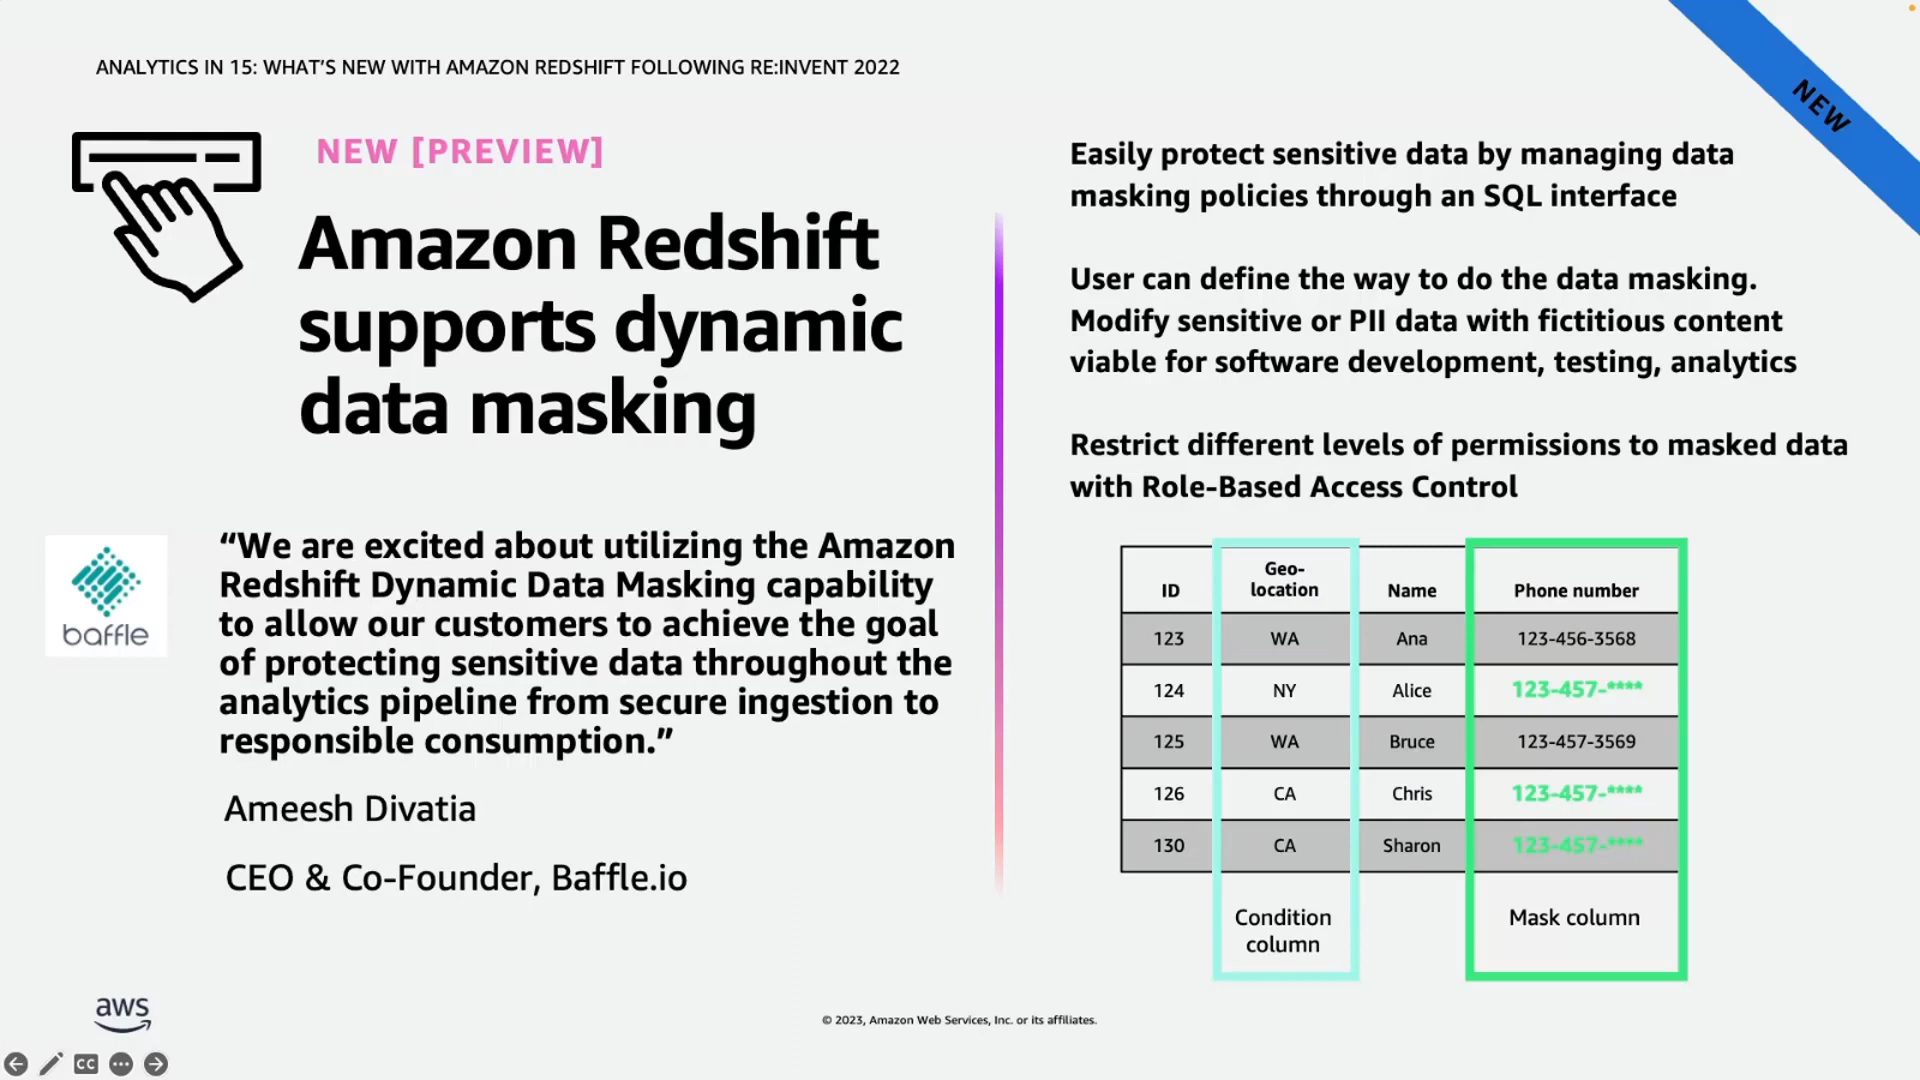 ANALYTICS IN 15: WHAT'S NEW WITH AMAZON REDSHIFT FOLLOWING RE:INVENT 2022
NEW
NEW [PREVIEW]
Amazon Redshift
supports dynamic
data masking
“We are excited about utilizing the Amazon
Redshift Dynamic Data Masking capability
to allow our customers to achieve the goal
of protecting sensitive data throughout the
analytics pipeline from secure ingestion to
responsible consumption.”
baffle
Ameesh Divatia
CEO & Co-Founder, Baffle.io
Easily protect sensitive data by managing data
masking policies through an SQL interface
User can define the way to do the data masking.
Modify sensitive or PII data with fictitious content
viable for software development, testing, analytics
Restrict different levels of permissions to masked data
with Role-Based Access Control
ID Geo-location Name Phone number
123 WA Ana 123-456-3568
124 NY Alice 123-457-****
125 WA Bruce 123-457-3569
126 CA Chris 123-457-****
130 CA Sharon 123-457-****
Condition
column
Mask column
aws
© 2023, Amazon Web Services, Inc. or its affiliates.
CC